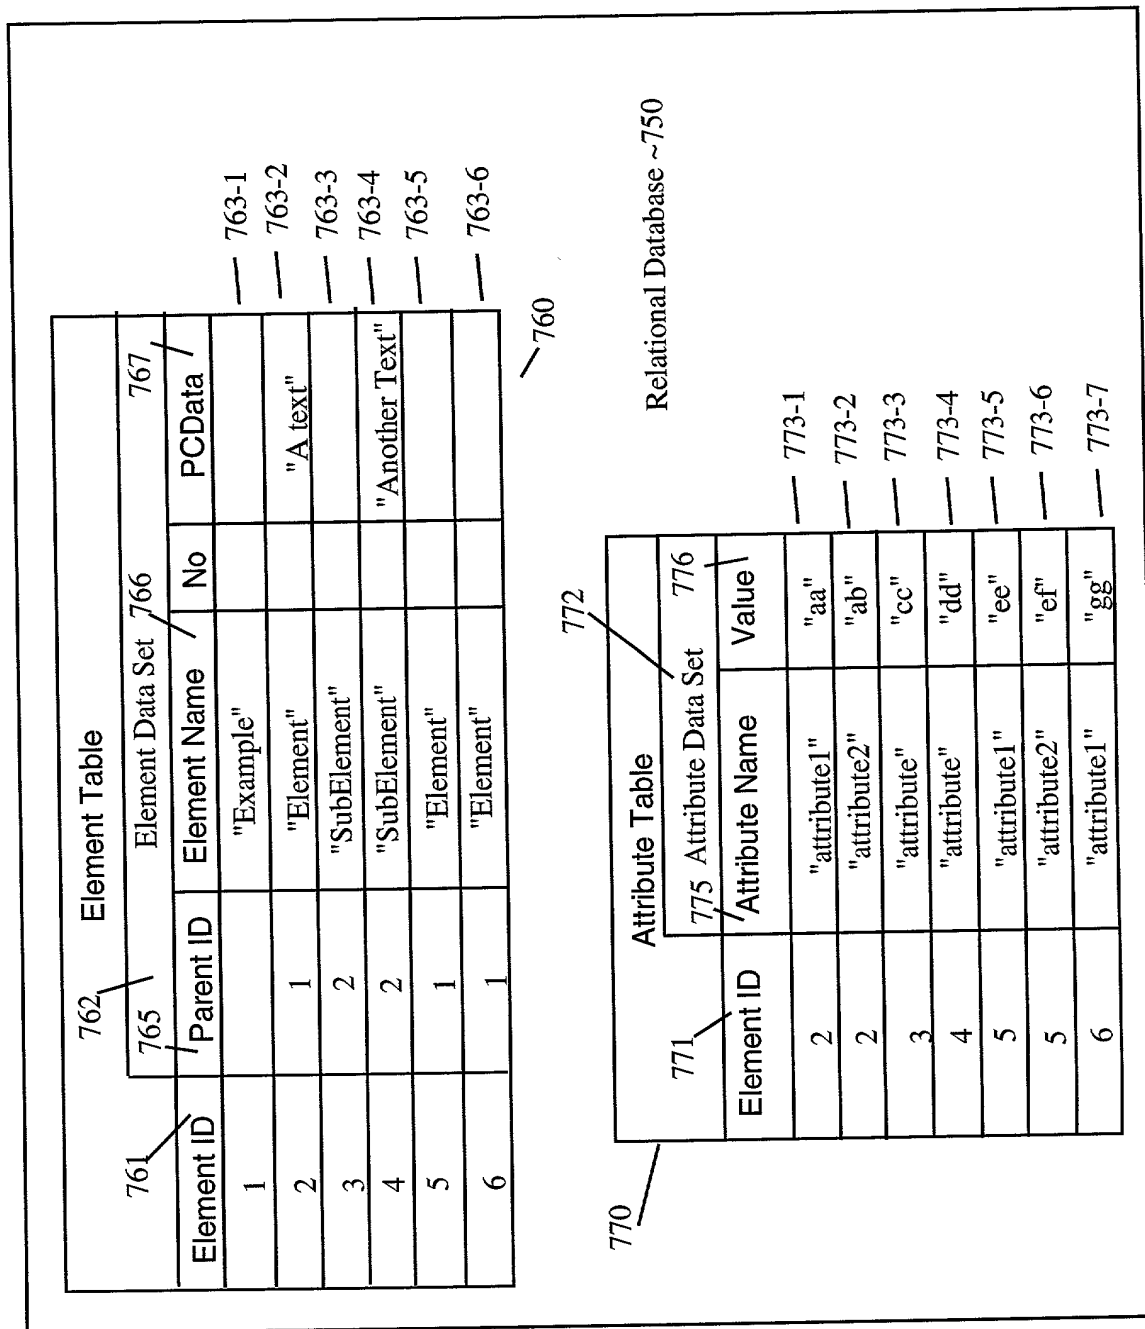 Element Table
762
761 765 Element Data Set 766 767
Element ID Parent ID Element Name No PCData
1 "Example" 763-1
2 1 "Element" "A text" 763-2
3 2 "SubElement" 763-3
4 2 "SubElement" "Another Text" 763-4
5 1 "Element" 763-5
6 1 "Element" 763-6
760
772
770
Attribute Table
771 775 Attribute Data Set 776
Element ID Attribute Name Value
2 "attribute1" "aa" 773-1
2 "attribute2" "ab" 773-2
3 "attribute" "cc" 773-3
4 "attribute" "dd" 773-4
5 "attribute1" "ee" 773-5
5 "attribute2" "ef" 773-6
6 "attribute1" "gg" 773-7
Relational Database ~750